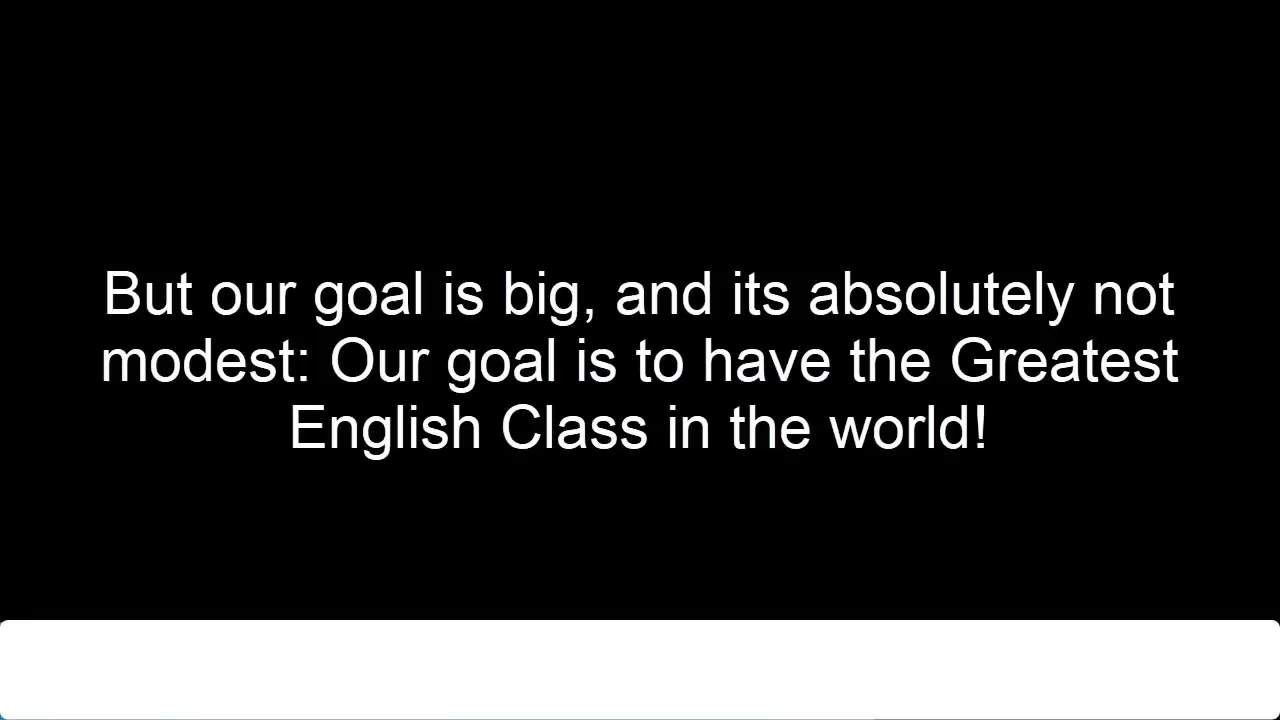 But our goal is big, and its absolutely not
modest: Our goal is to have the Greatest
English Class in the world!